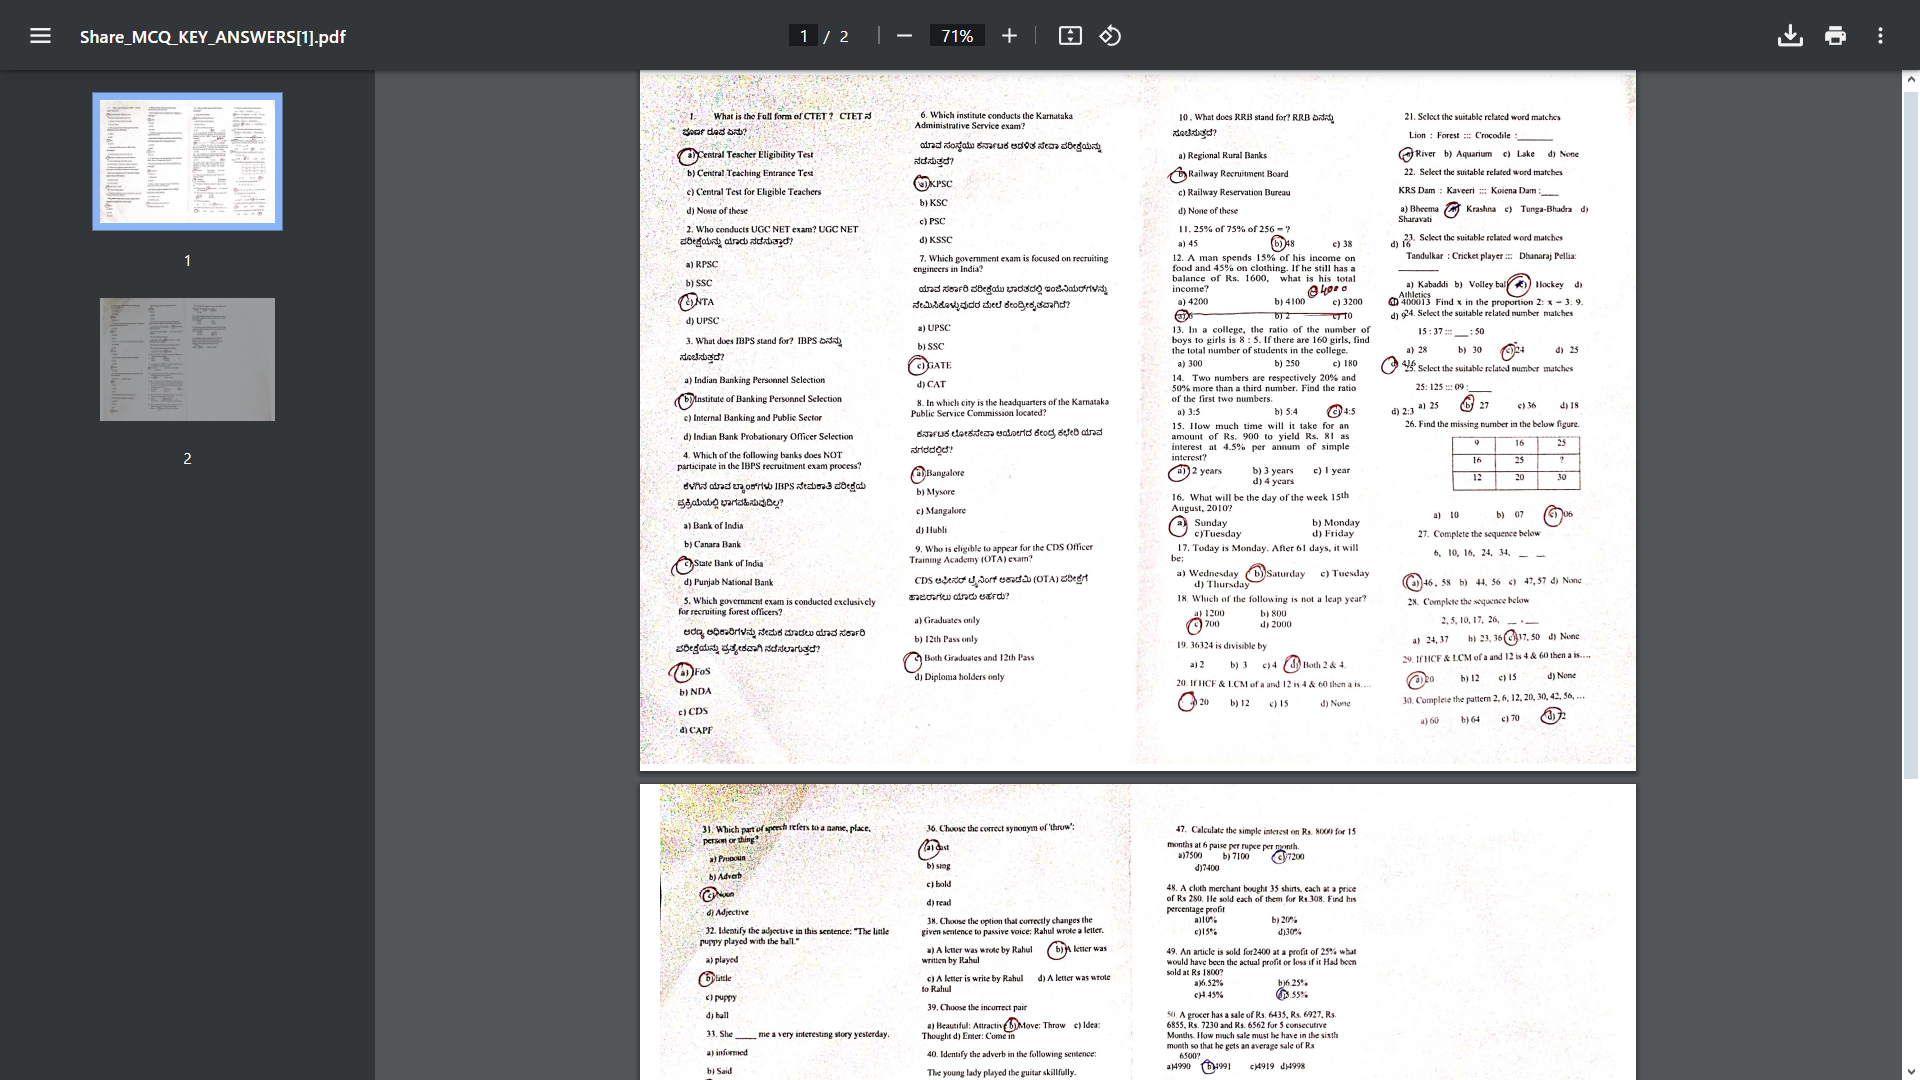 Share_MCQ_KEY_ANSWERS[1].pdf
1 / 2
71%
1
2
1. What is the Full form of CTET ? CTET ನ
ಪೂರ್ಣ ರೂಪ ಏನು?
a) Central Teacher Eligibility Test
b) Central Teaching Entrance Test
c) Central Test for Eligible Teachers
d) None of these
2. Who conducts UGC NET exam? UGC NET
ಪರೀಕ್ಷೆಯನ್ನು ಯಾರು ನಡೆಸುತ್ತಾರೆ?
a) RPSC
b) SSC
c) NTA
d) UPSC
3. What does IBPS stand for? IBPS ಏನನ್ನು
ಸೂಚಿಸುತ್ತದೆ?
a) Indian Banking Personnel Selection
b) Institute of Banking Personnel Selection
c) Internal Banking and Public Sector
d) Indian Bank Probationary Officer Selection
4. Which of the following banks does NOT
participate in the IBPS recruitment exam process?
ಕೆಳಗಿನ ಯಾವ ಬ್ಯಾಂಕ್‌ಗಳು IBPS ನೇಮಕಾತಿ ಪರೀಕ್ಷೆಯ
ಪ್ರಕ್ರಿಯೆಯಲ್ಲಿ ಭಾಗವಹಿಸುವುದಿಲ್ಲ?
a) Bank of India
b) Canara Bank
c) State Bank of India
d) Punjab National Bank
5. Which government exam is conducted exclusively
for recruiting forest officers?
ಅರಣ್ಯ ಅಧಿಕಾರಿಗಳನ್ನು ನೇಮಕ ಮಾಡಲು ಯಾವ ಸರ್ಕಾರಿ
ಪರೀಕ್ಷೆಯನ್ನು ಪ್ರತ್ಯೇಕವಾಗಿ ನಡೆಸಲಾಗುತ್ತದೆ?
a) FoS
b) NDA
c) CDS
d) CAPF
6. Which institute conducts the Karnataka
Administrative Service exam?
ಯಾವ ಸಂಸ್ಥೆಯು ಕರ್ನಾಟಕ ಆಡಳಿತ ಸೇವಾ ಪರೀಕ್ಷೆಯನ್ನು
ನಡೆಸುತ್ತದೆ?
a) KPSC
b) KSC
c) PSC
d) KSSC
7. Which government exam is focused on recruiting
engineers in India?
ಯಾವ ಸರ್ಕಾರಿ ಪರೀಕ್ಷೆಯು ಭಾರತದಲ್ಲಿ ಇಂಜಿನಿಯರ್‌ಗಳನ್ನು
ನೇಮಿಸಿಕೊಳ್ಳುವುದರ ಮೇಲೆ ಕೇಂದ್ರೀಕೃತವಾಗಿದೆ?
a) UPSC
b) SSC
c) GATE
d) CAT
8. In which city is the headquarters of the Karnataka
Public Service Commission located?
ಕರ್ನಾಟಕ ಲೋಕಸೇವಾ ಆಯೋಗದ ಕೇಂದ್ರ ಕಛೇರಿ ಯಾವ
ನಗರದಲ್ಲಿದೆ?
a) Bangalore
b) Mysore
c) Mangalore
d) Hubli
9. Who is eligible to appear for the CDS Officer
Training Academy (OTA) exam?
CDS ಆಫೀಸರ್ ಟ್ರೈನಿಂಗ್ ಅಕಾಡೆಮಿ (OTA) ಪರೀಕ್ಷೆಗೆ
ಹಾಜರಾಗಲು ಯಾರು ಅರ್ಹರು?
a) Graduates only
b) 12th Pass only
c) Both Graduates and 12th Pass
d) Diploma holders only
10 . What does RRB stand for? RRB ಏನನ್ನು
ಸೂಚಿಸುತ್ತದೆ?
a) Regional Rural Banks
b) Railway Recruitment Board
c) Railway Reservation Bureau
d) None of these
11. 25% of 75% of 256 = ?
a) 45 b) 48 c) 38 d) 16
12. A man spends 15% of his income on
food and 45% on clothing. If he still has a
balance of Rs. 1600, what is his total
income?
4000
a) 4200 b) 4100 c) 3200 d) 400013 Find x in the proportion 2: x = 3: 9.
a) 6 b) 2 c) 10 d) 9
13. In a college, the ratio of the number of
boys to girls is 8 : 5. If there are 160 girls, find
the total number of students in the college.
a) 300 b) 250 c) 180 d) 416
14. Two numbers are respectively 20% and
50% more than a third number. Find the ratio
of the first two numbers.
a) 3:5 b) 5:4 c) 4:5 d) 2:3
15. How much time will it take for an
amount of Rs. 900 to yield Rs. 81 as
interest at 4.5% per annum of simple
interest?
a) 2 years b) 3 years c) 1 year
d) 4 years
16. What will be the day of the week 15th
August, 2010?
a) Sunday b) Monday
c)Tuesday d) Friday
17. Today is Monday. After 61 days, it will
be:
a) Wednesday b) Saturday c) Tuesday
d) Thursday
18. Which of the following is not a leap year?
a) 1200 b) 800
c) 700 d) 2000
19. 36324 is divisible by
a) 2 b) 3 c) 4 d) Both 2 & 4.
20. If HCF & LCM of a and 12 is 4 & 60 then a is....
a) 20 b) 12 c) 15 d) None
21. Select the suitable related word matches
Lion : Forest ::: Crocodile :________
a) River b) Aquarium c) Lake d) None
22. Select the suitable related word matches
KRS Dam : Kaveeri ::: Koiena Dam :____
a) Bheema Krashna c) Tunga-Bhadra d)
Sharavati
23. Select the suitable related word matches
Tandulkar : Cricket player ::: Dhanaraj Pellia:
________
a) Kabaddi b) Volley ball c) Hockey d)
Athletics
24. Select the suitable related number matches
15 : 37 ::: ___ : 50
a) 28 b) 30 c) 24 d) 25
25. Select the suitable related number matches
25: 125 ::: 09 :_____
a) 25 b) 27 c) 36 d) 18
26. Find the missing number in the below figure.
9 16 25
16 25 ?
12 20 30
a) 10 b) 07 c) 06
27. Complete the sequence below
6, 10, 16, 24, 34, __ __
a) 46 , 58 b) 44, 56 c) 47, 57 d) None
28. Complete the sequence below
2, 5, 10, 17, 26, __ , __
a) 24, 37 b) 23, 36 c) 37, 50 d) None
29. If HCF & LCM of a and 12 is 4 & 60 then a is....
a) 20 b) 12 c) 15 d) None
30. Complete the pattern 2, 6, 12, 20, 30, 42, 56, ...
a) 60 b) 64 c) 70 d) 72
31. Which part of speech refers to a name, place,
person or thing?
a) Pronoun
b) Adverb
c) Noun
d) Adjective
32. Identify the adjective in this sentence: "The little
puppy played with the ball."
a) played
b) little
c) puppy
d) ball
33. She _____ me a very interesting story yesterday.
a) informed
b) Said
36. Choose the correct synonym of 'throw':
a) cast
b) sing
c) hold
d) read
38. Choose the option that correctly changes the
given sentence to passive voice: Rahul wrote a letter.
a) A letter was wrote by Rahul b) A letter was
written by Rahul
c) A letter is write by Rahul d) A letter was wrote
to Rahul
39. Choose the incorrect pair
a) Beautiful: Attractive b) Move: Throw c) Idea:
Thought d) Enter: Come in
40. Identify the adverb in the following sentence:
The young lady played the guitar skillfully.
47. Calculate the simple interest on Rs. 8000 for 15
months at 6 paise per rupee per month.
a)7500 b) 7100 c) 7200
d)7400
48. A cloth merchant bought 35 shirts, each at a price
of Rs 280. He sold each of them for Rs.308. Find his
percentage profit
a)10% b) 20%
c)15% d)30%
49. An article is sold for2400 at a profit of 25% what
would have been the actual profit or loss if it Had been
sold at Rs 1800?
a)6.52% b)6.25%
c)4.45% d)5.55%
50. A grocer has a sale of Rs. 6435, Rs. 6927, Rs.
6855, Rs. 7230 and Rs. 6562 for 5 consecutive
Months. How much sale must he have in the sixth
month so that he gets an average sale of Rs
6500?
a)4990 b)4991 c)4919 d)4998